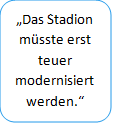 „Das Stadion
müsste erst
teuer
modernisiert
werden.“